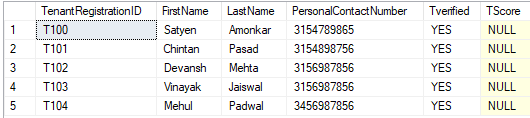 TenantRegistrationID FirstName LastName PersonalContactNumber Tverified TScore
1 T100 Satyen Amonkar 3154789865 YES NULL
2 T101 Chintan Pasad 3154898756 YES NULL
3 T102 Devansh Mehta 3156987856 YES NULL
4 T103 Vinayak Jaiswal 3156987856 YES NULL
5 T104 Mehul Padwal 3456987856 YES NULL